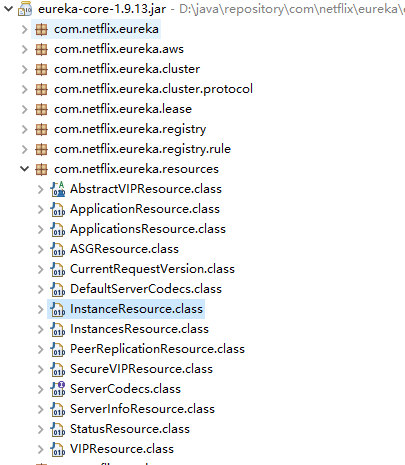 eureka-core-1.9.13.jar - D:\java\repository\com\netflix\eureka\e
com.netflix.eureka
com.netflix.eureka.aws
com.netflix.eureka.cluster
com.netflix.eureka.cluster.protocol
com.netflix.eureka.lease
com.netflix.eureka.registry
com.netflix.eureka.registry.rule
com.netflix.eureka.resources
AbstractVIPResource.class
ApplicationResource.class
ApplicationsResource.class
ASGResource.class
CurrentRequestVersion.class
DefaultServerCodecs.class
InstanceResource.class
InstancesResource.class
PeerReplicationResource.class
SecureVIPResource.class
ServerCodecs.class
ServerInfoResource.class
StatusResource.class
VIPResource.class